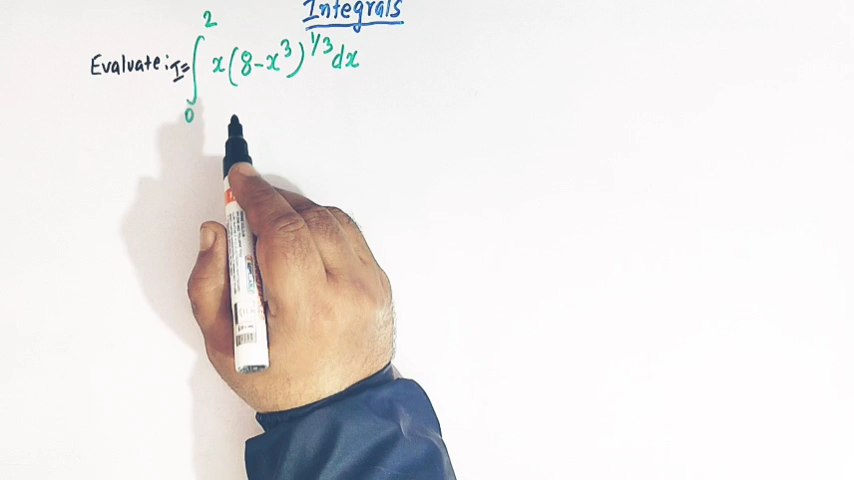 Integrals
Evaluate: I = ∫₀² x(8-x³)^{1/3} dx